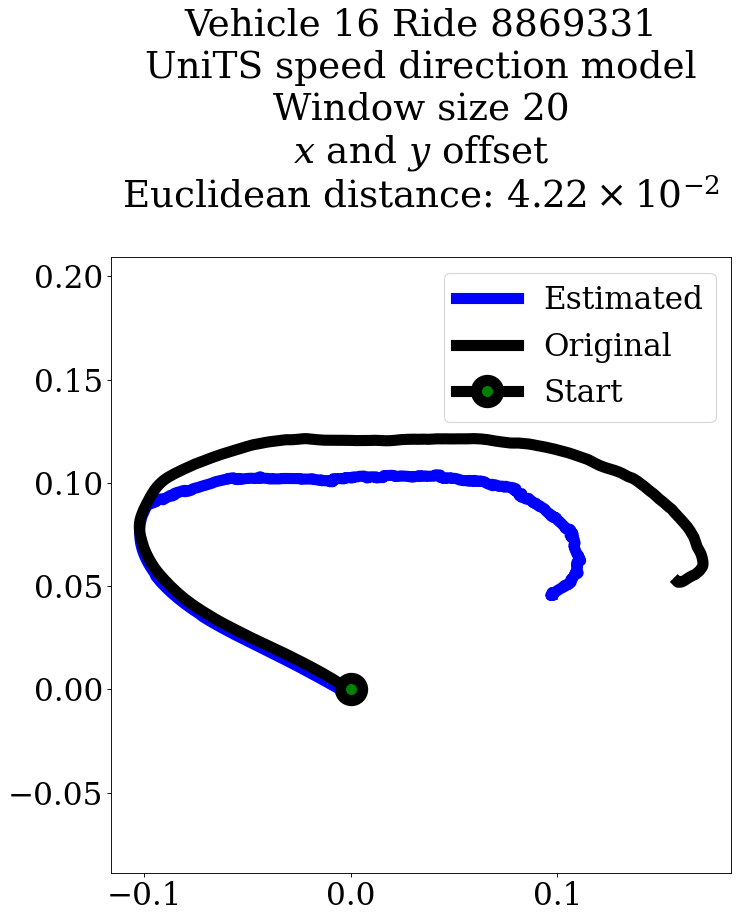 Vehicle 16 Ride 8869331
UniTS speed direction model
Window size 20
x and y offset
Euclidean distance: 4.22 × 10⁻²
Estimated
Original
Start
0.20
0.15
0.10
0.05
0.00
−0.05
−0.1
0.0
0.1